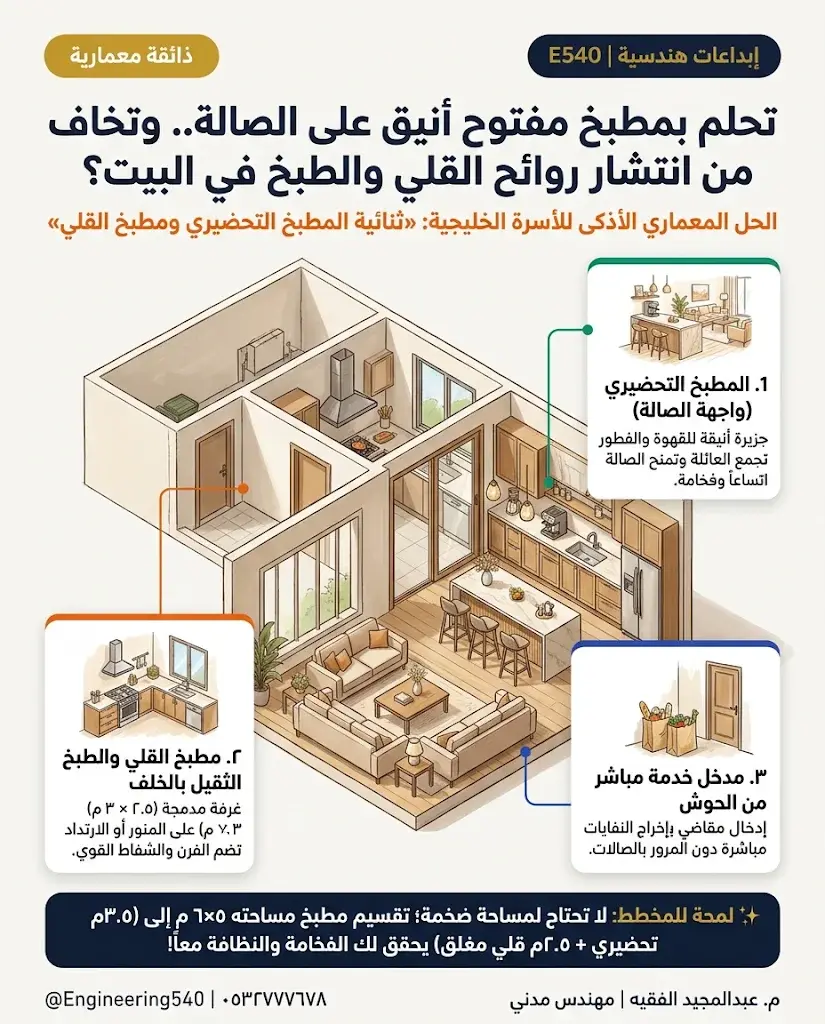 إبداعات هندسية | E540
ذائقة معمارية
تحلم بمطبخ مفتوح أنيق على الصالة.. وتخاف
من انتشار روائح القلي والطبخ في البيت؟
الحل المعماري الأذكى للأسرة الخليجية: «ثنائية المطبخ التحضيري ومطبخ القلي»
1. المطبخ التحضيري
(واجهة الصالة)
جزيرة أنيقة للقهوة والفطور
تجمع العائلة وتمنح الصالة
اتساعاً وفخامة.
٢. مطبخ القلي والطبخ
الثقيل بالخلف
غرفة مدمجة (٢.٥ × ٣ م)
م) على المنور أو الارتداد
تضم الفرن والشفاط القوي.
٣. مدخل خدمة مباشر
من الحوش
إدخال مقاضي بإخراج النفايات
مباشرة دون المرور بالصالات.
لمحة للمخطط: لا تحتاج لمساحة ضخمة؛ تقسيم مطبخ مساحته ٥×٦ م إلى (٣.٥م
تحضيري + ٢.٥م قلي مغلق) يحقق لك الفخامة والنظافة معاً!
م. عبدالمجيد الفقيه | مهندس مدني
٠٥٣٢٧٧٧٦٧٨ | @Engineering540